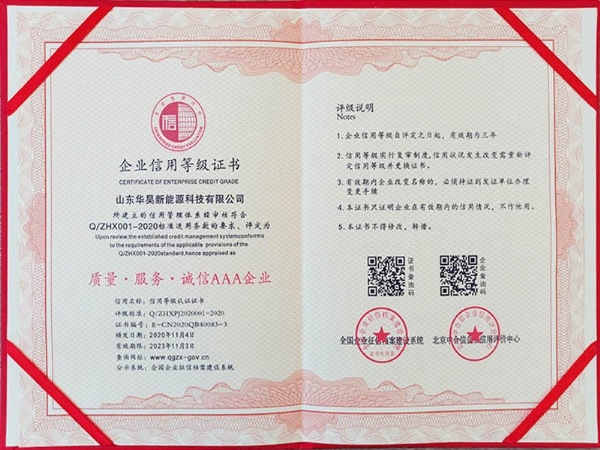 信
ENTERPRISE CREDIT EVALUATION
企业信用等级证书
CERTIFICATE OF ENTERPRISE CREDIT GRADE
山东华昊新能源科技有限公司
所建立的信用管理体系经审核符合
Q/ZHX001-2020标准适用条款的要求，评定为
Upon review,the established credit management systemconforms
to the requirements of the applicable provisions of the
Q/ZHX001-2020standard,hence appraised as
质量·服务·诚信AAA企业
信用名称：信用等级认证证书
评级标准：Q/ZHXPJ2020001-2020
证书编号：E-CN2020QB40083-3
颁发日期：2020年11月4日
有效期限：2023年11月3日
查询网站：www.qgzx-gov.cn
公示系统：全国企业征信档案建设系统
评级说明
Notes
1、企业信用等级自评定之日起，有效期为三年
2、信用等级实行复审制度，信用状况发生改变需重新评
定信用等级并更换证书。
3、有效期内企业改变名称的，必须持证到发证单位办理
变更手续
4、本证书只证明企业在有效期内的信用情况，不作他用。
5、本证书不得涂改，转借。
证书查询码
企业查询码
全国企业征信档案建设系统
北京中合信企业信用评价中心